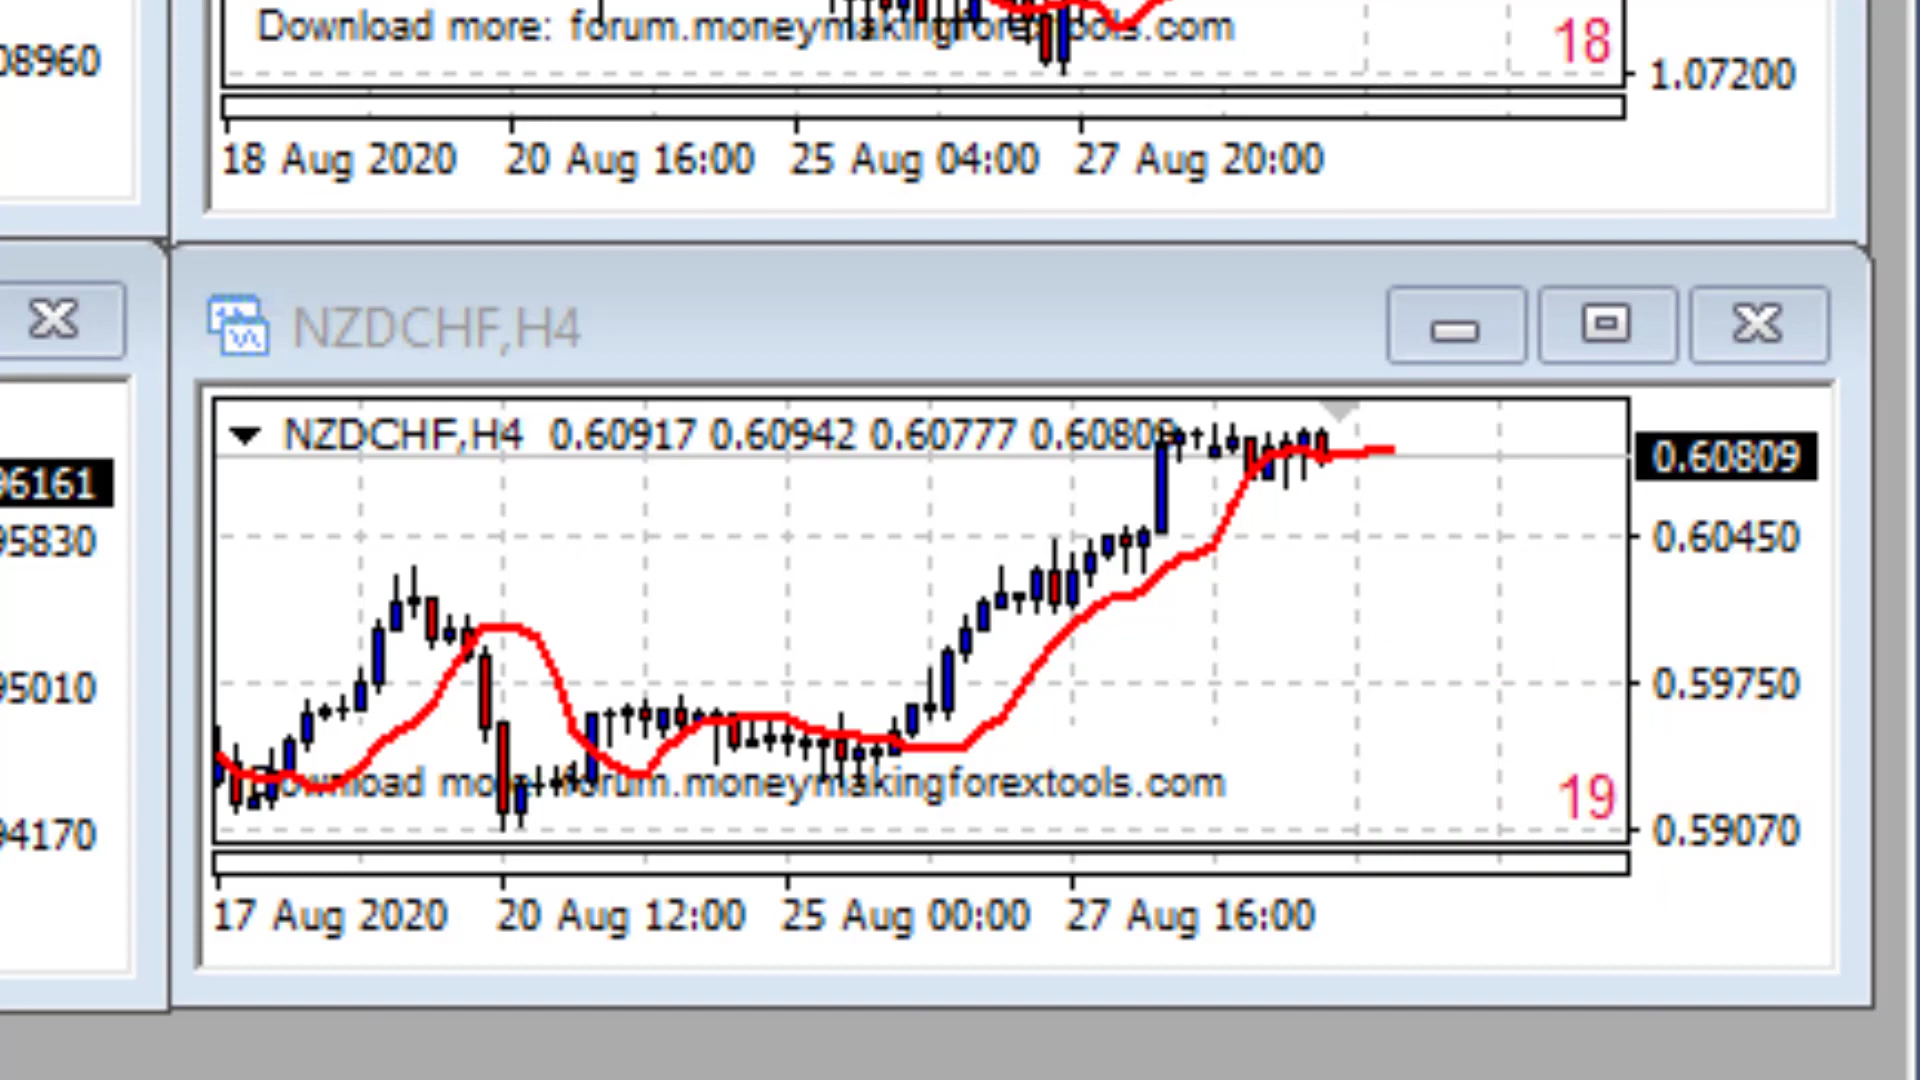 Download more: forum.moneymakingforextools.com
18
08960
1.07200
18 Aug 2020 20 Aug 16:00 25 Aug 04:00 27 Aug 20:00
NZDCHF,H4
NZDCHF,H4 0.60917 0.60942 0.60777 0.60809
0.60809
96161
95830
0.60450
95010
0.59750
Download more: forum.moneymakingforextools.com
19
94170
0.59070
17 Aug 2020 20 Aug 12:00 25 Aug 00:00 27 Aug 16:00